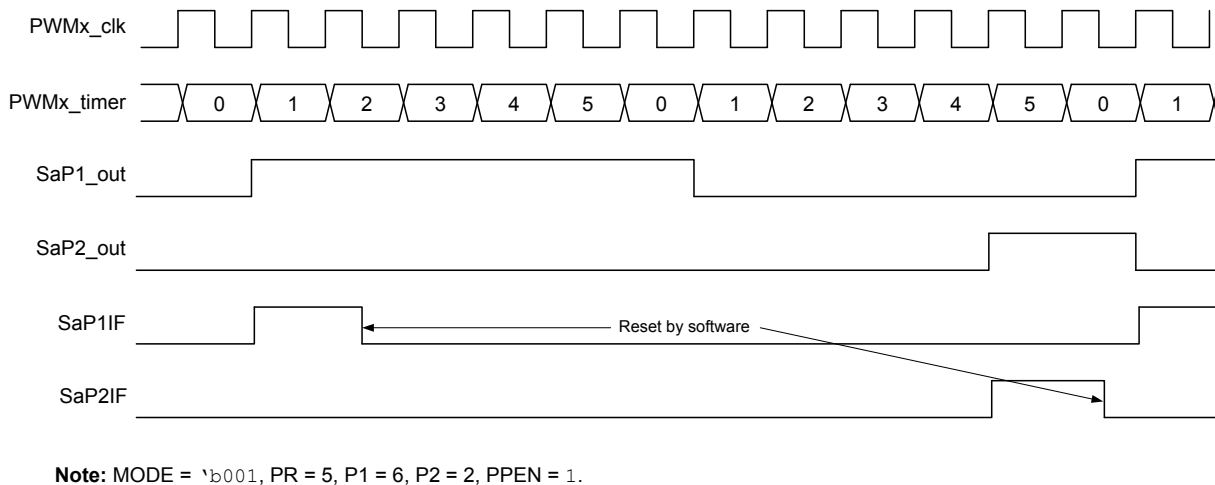 PWMx_clk
PWMx_timer 0 1 2 3 4 5 0 1 2 3 4 5 0 1
SaP1_out
SaP2_out
SaP1IF
Reset by software
SaP2IF
Note: MODE = ‘b001, PR = 5, P1 = 6, P2 = 2, PPEN = 1.